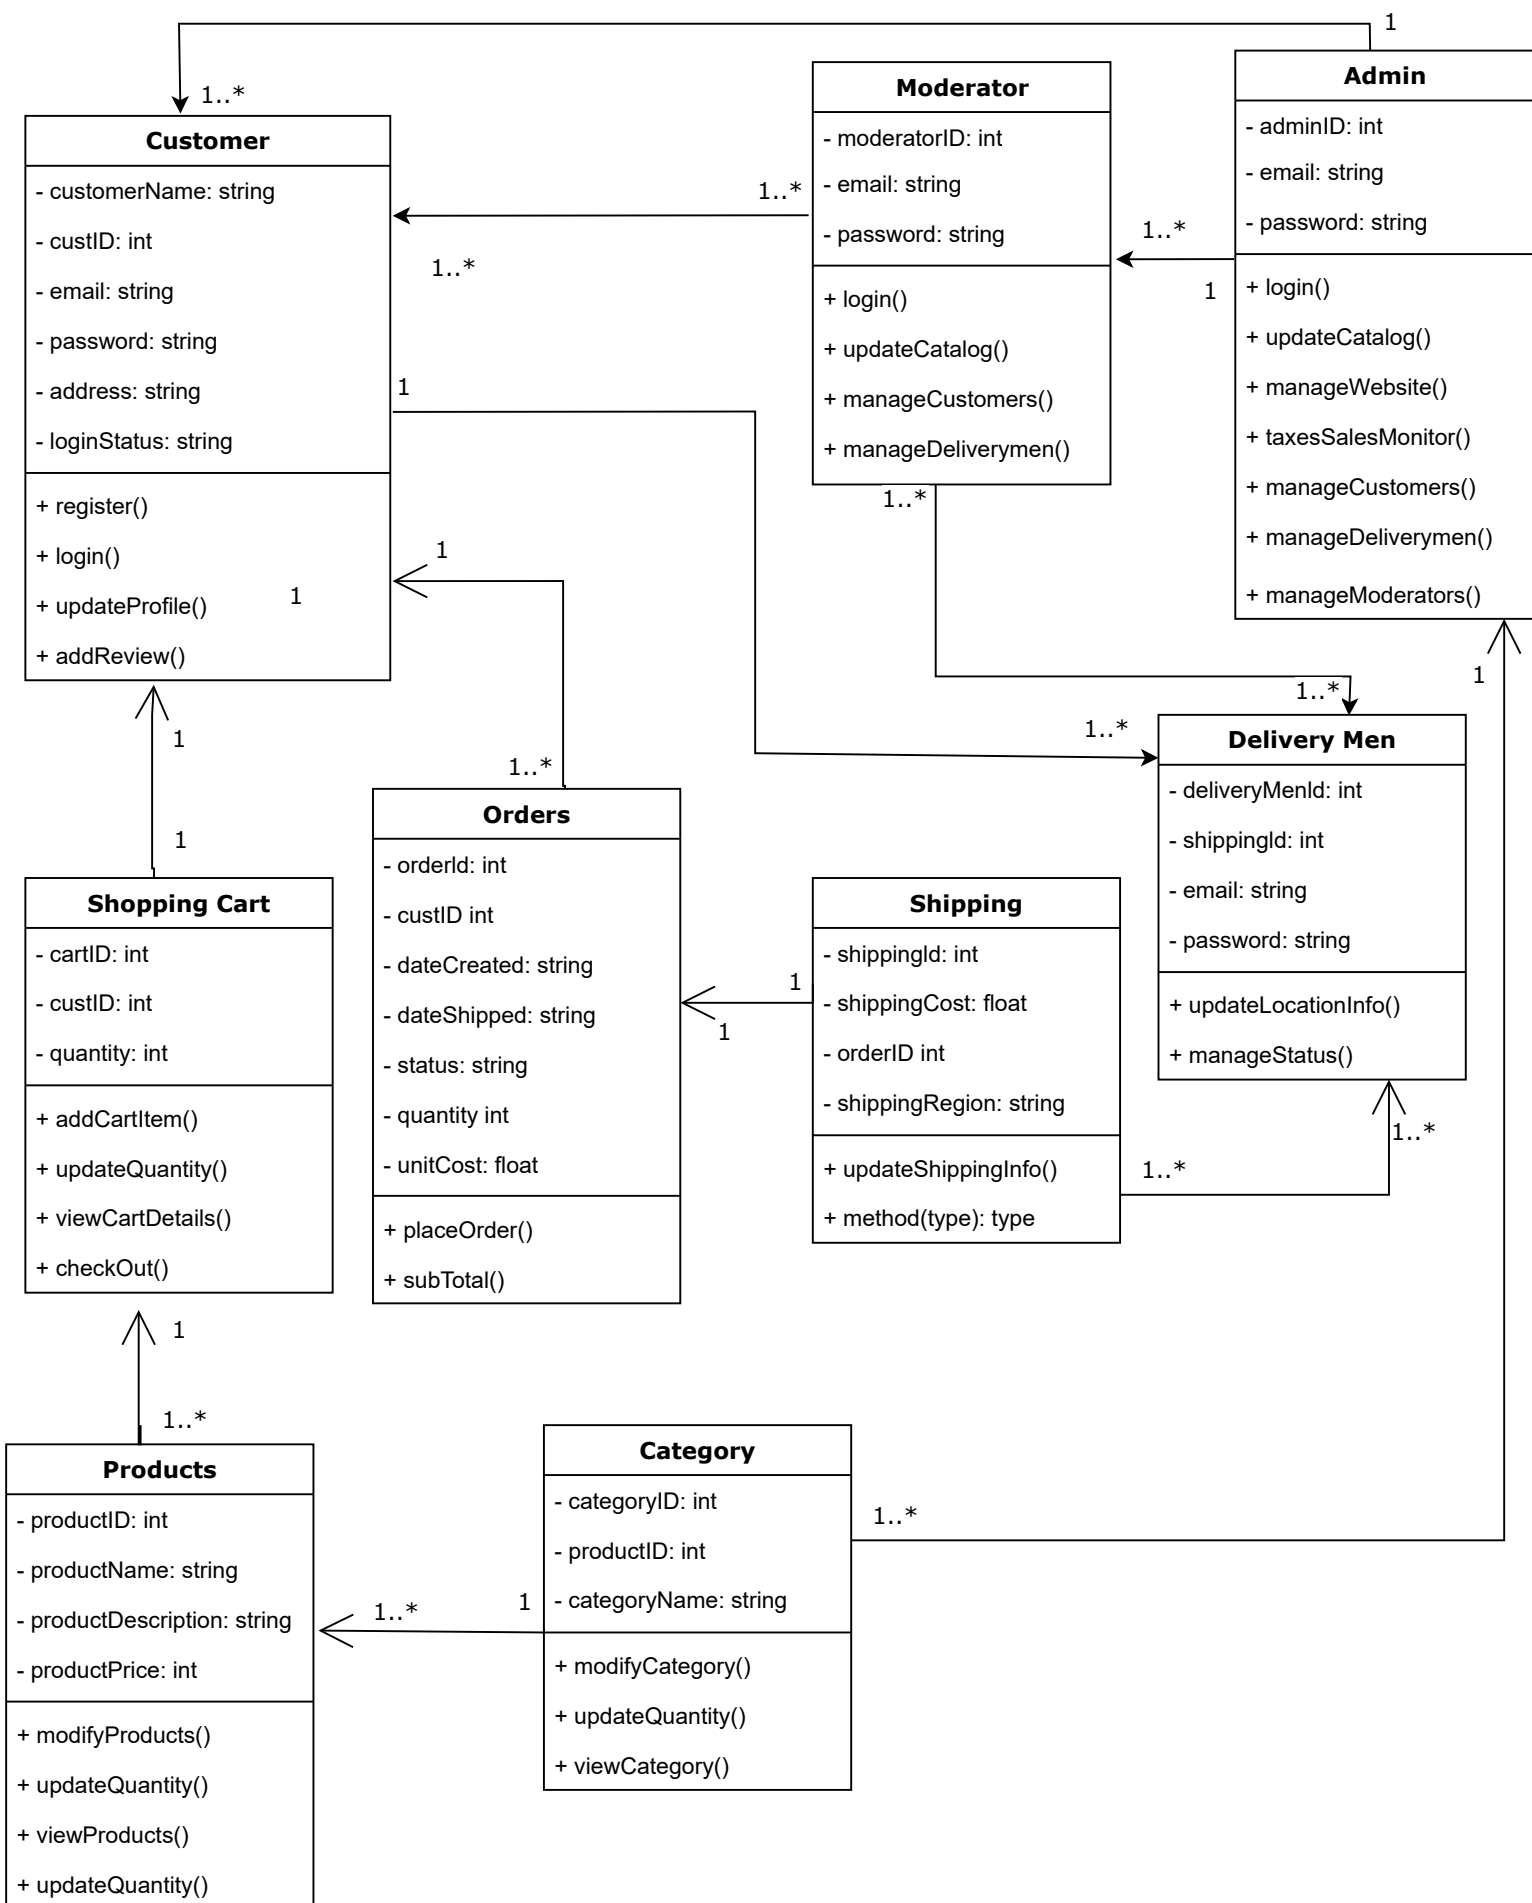 1
1..*
Customer
- customerName: string
- custID: int
- email: string
- password: string
- address: string
- loginStatus: string
+ register()
+ login()
+ updateProfile()
+ addReview()
1
1..*
1..*
Moderator
- moderatorID: int
- email: string
- password: string
+ login()
+ updateCatalog()
+ manageCustomers()
+ manageDeliverymen()
1..*
1
Admin
- adminID: int
- email: string
- password: string
+ login()
+ updateCatalog()
+ manageWebsite()
+ taxesSalesMonitor()
+ manageCustomers()
+ manageDeliverymen()
+ manageModerators()
1
1
1..*
1..*
1..*
1
1..*
Delivery Men
- deliveryMenId: int
- shippingId: int
- email: string
- password: string
+ updateLocationInfo()
+ manageStatus()
1
1
Shopping Cart
- cartID: int
- custID: int
- quantity: int
+ addCartItem()
+ updateQuantity()
+ viewCartDetails()
+ checkOut()
Orders
- orderId: int
- custID int
- dateCreated: string
- dateShipped: string
- status: string
- quantity int
- unitCost: float
+ placeOrder()
+ subTotal()
1
1
Shipping
- shippingId: int
- shippingCost: float
- orderID int
- shippingRegion: string
+ updateShippingInfo()
+ method(type): type
1..*
1..*
1
1..*
Products
- productID: int
- productName: string
- productDescription: string
- productPrice: int
+ modifyProducts()
+ updateQuantity()
+ viewProducts()
+ updateQuantity()
1..*
1
Category
- categoryID: int
- productID: int
- categoryName: string
+ modifyCategory()
+ updateQuantity()
+ viewCategory()
1..*
1